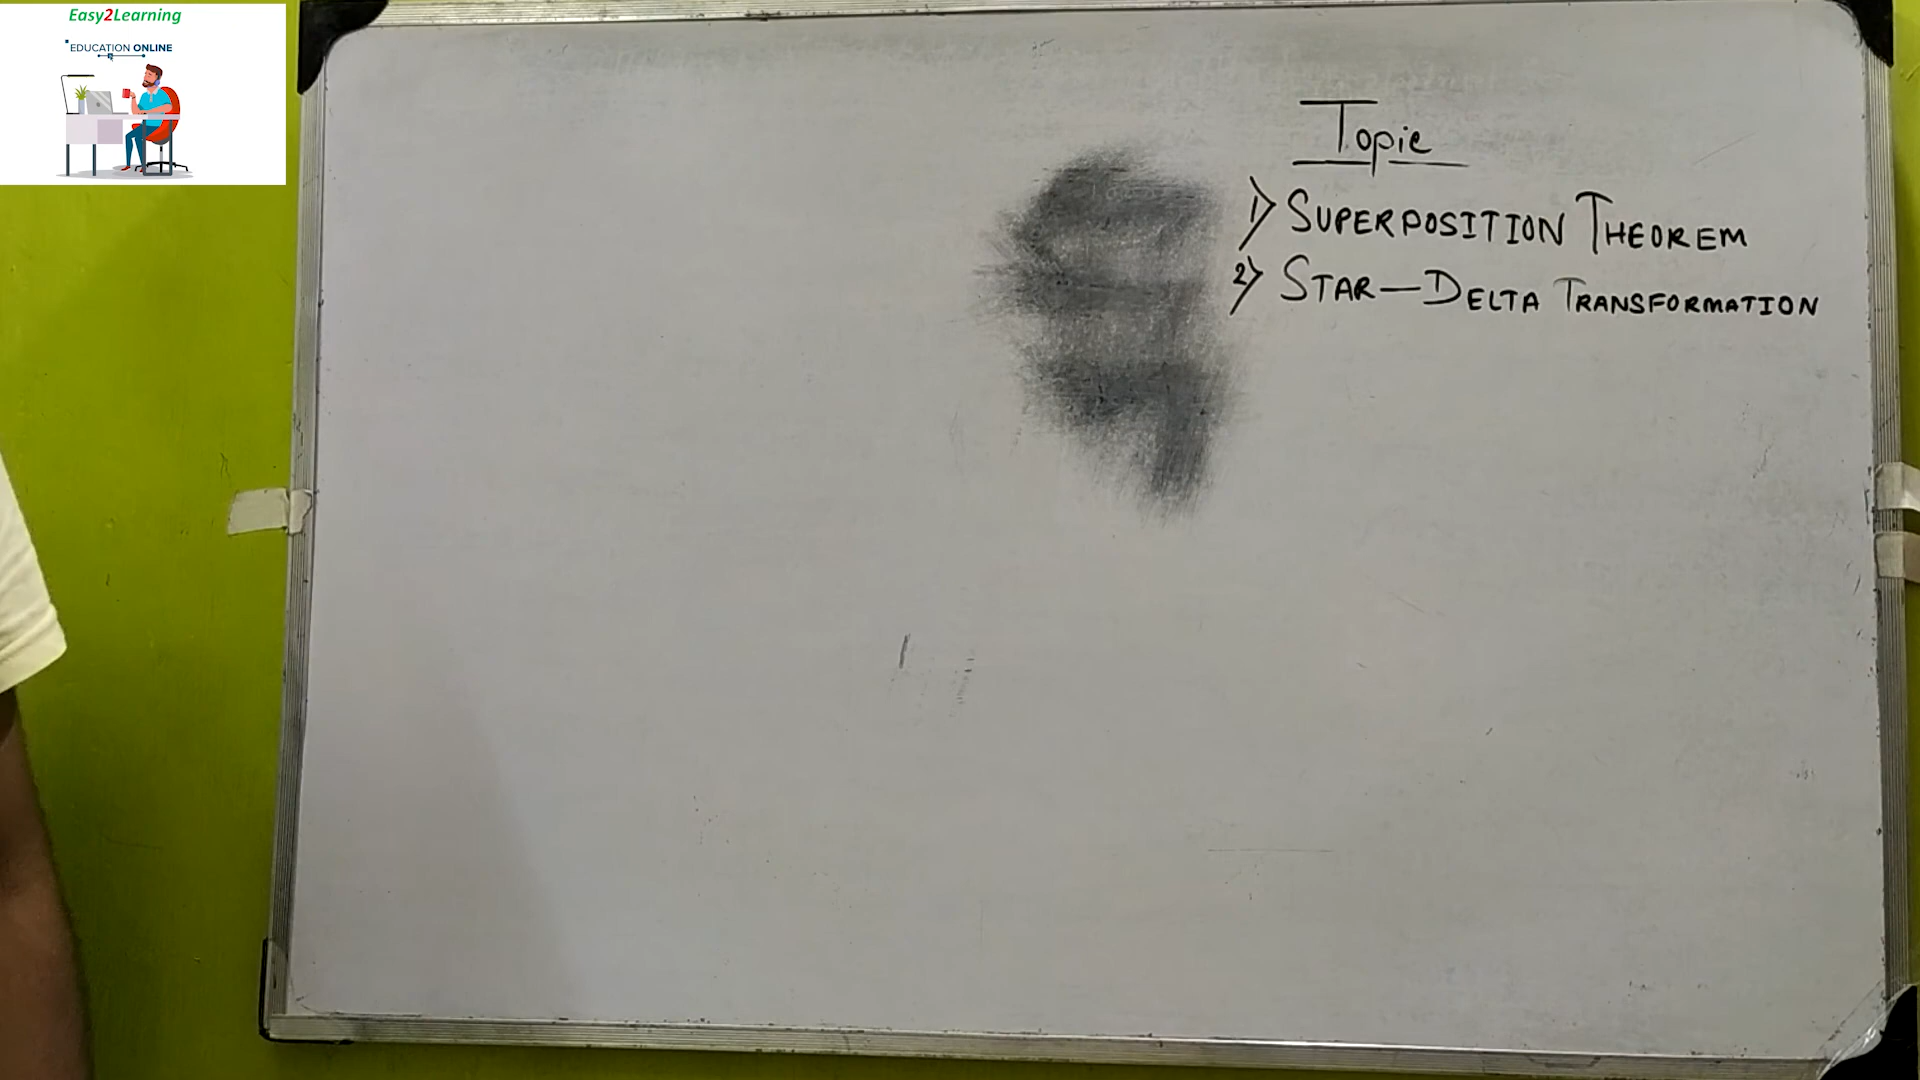 Easy2Learning
EDUCATION ONLINE
Topic
1) SUPERPOSITION THEOREM
2) STAR—DELTA TRANSFORMATION